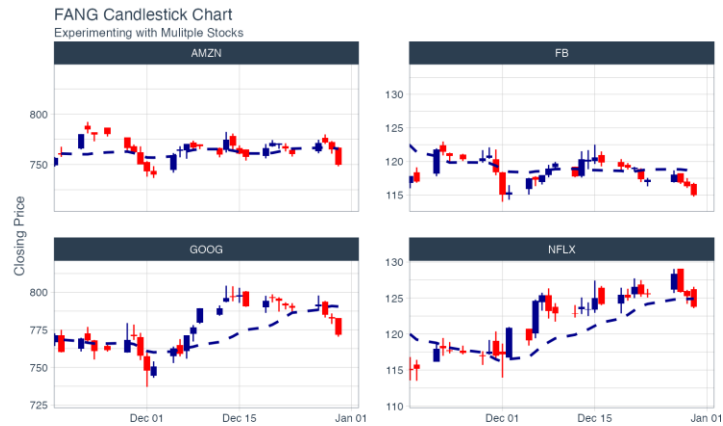 FANG Candlestick Chart
Experimenting with Mulitple Stocks
AMZN
FB
800
750
130
125
120
115
Closing Price
GOOG
NFLX
800
775
750
725
130
125
120
115
110
Dec 01
Dec 15
Jan 01
Dec 01
Dec 15
Jan 01